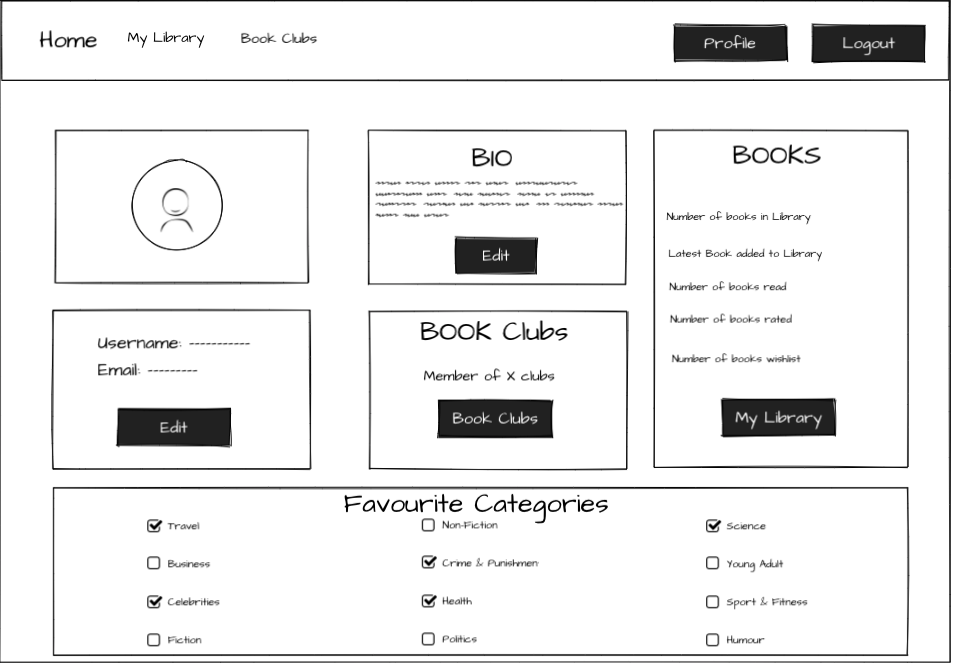 Home My Library Book Clubs Profile Logout
BIO
Edit
Username: -----------
Email: ---------
Edit
BOOK Clubs
Member of X clubs
Book Clubs
BOOKS
Number of books in Library
Latest Book added to Library
Number of books read
Number of books rated
Number of books wishlist
My Library
Favourite Categories
Travel Non-Fiction Science
Business Crime & Punishmen Young Adult
Celebrities Health Sport & Fitness
Fiction Politics Humour